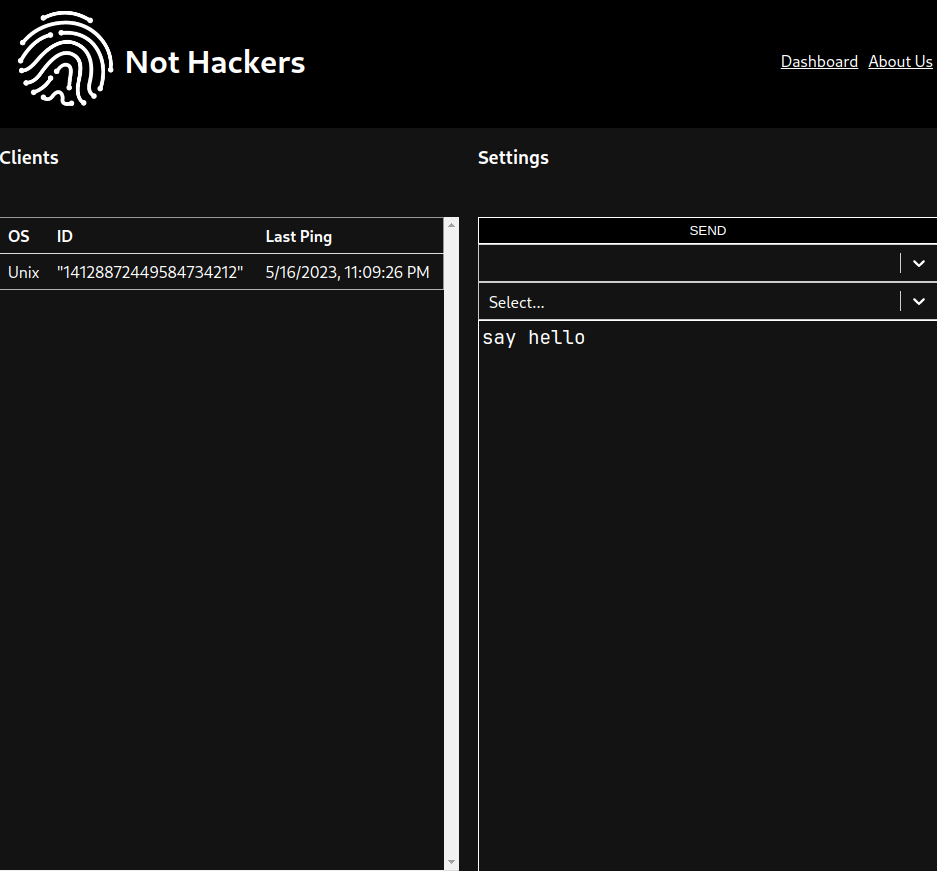 Not Hackers
Dashboard About Us
Clients
Settings
OS ID Last Ping
Unix "14128872449584734212" 5/16/2023, 11:09:26 PM
SEND
Select...
say hello